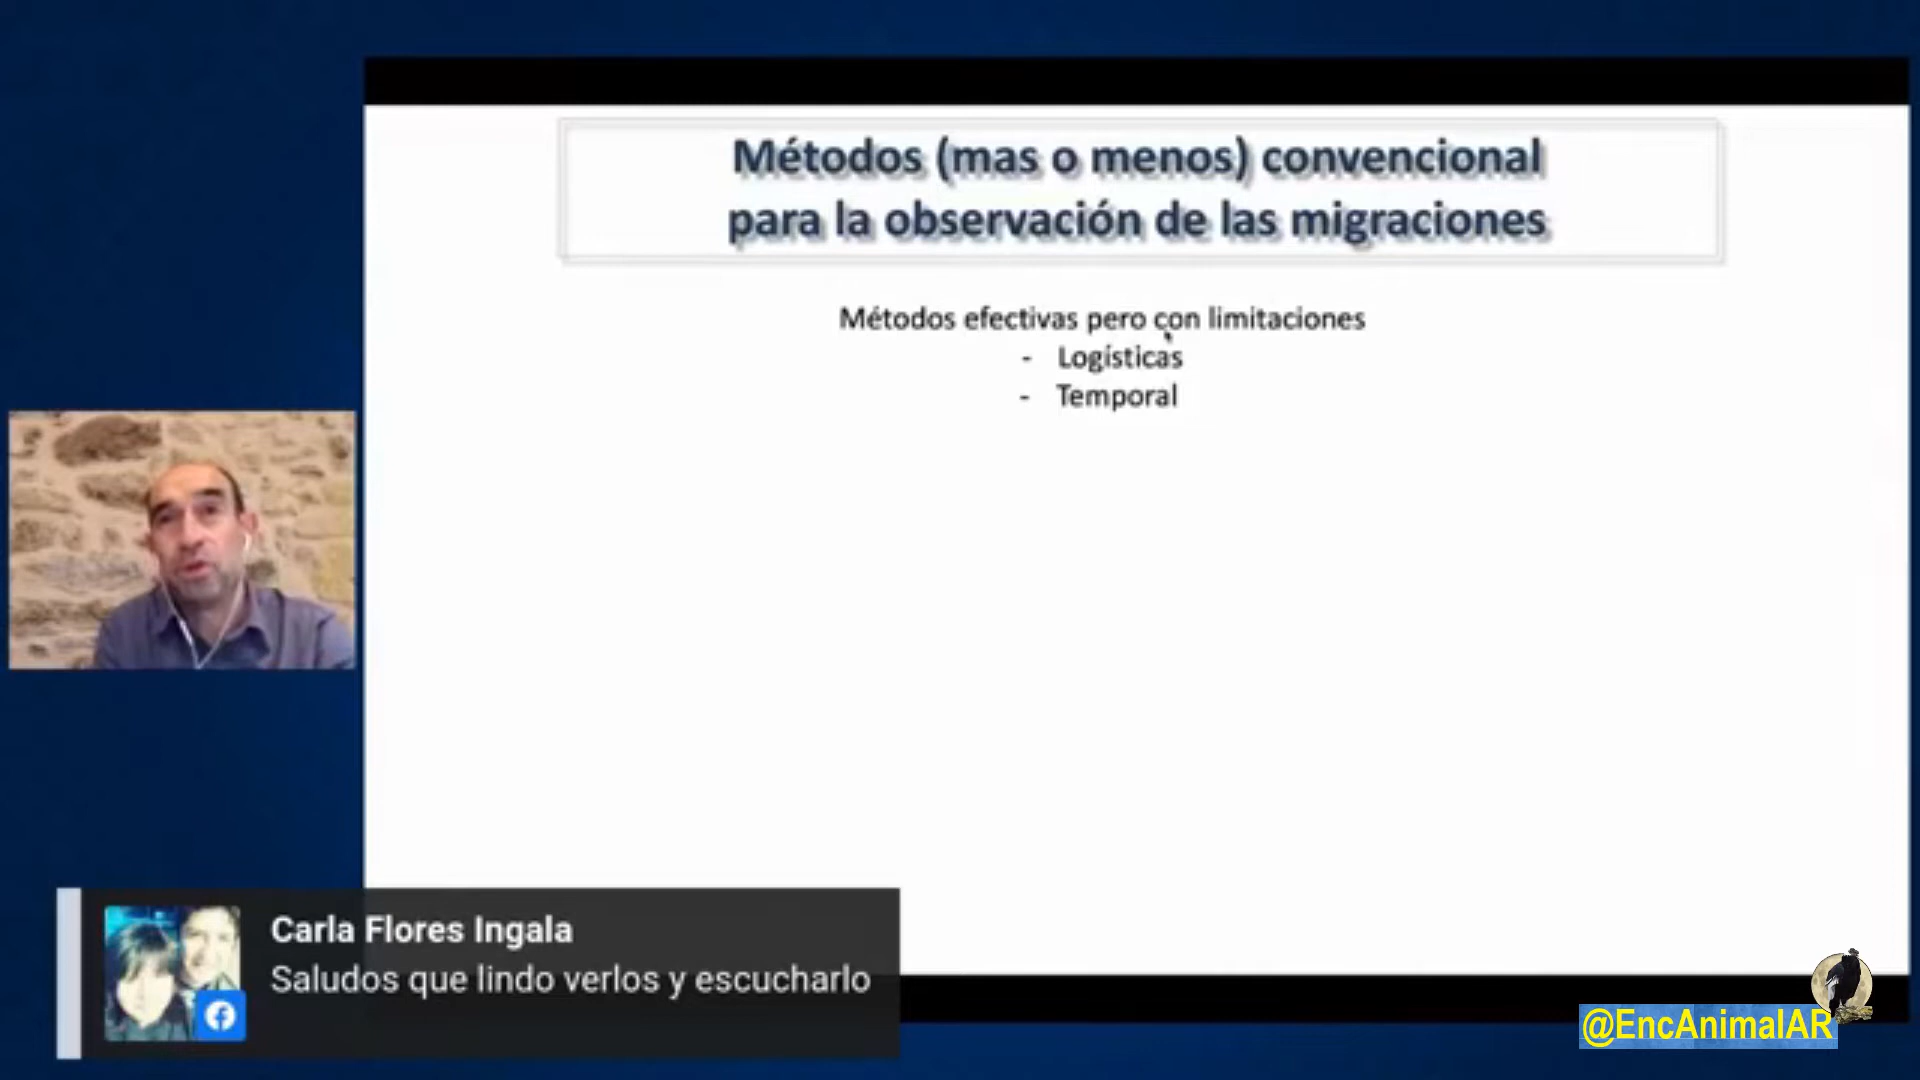 Métodos (mas o menos) convencional
para la observación de las migraciones
Métodos efectivas pero con limitaciones
- Logísticas
- Temporal
Carla Flores Ingala
Saludos que lindo verlos y escucharlo
@EncAnimalAR